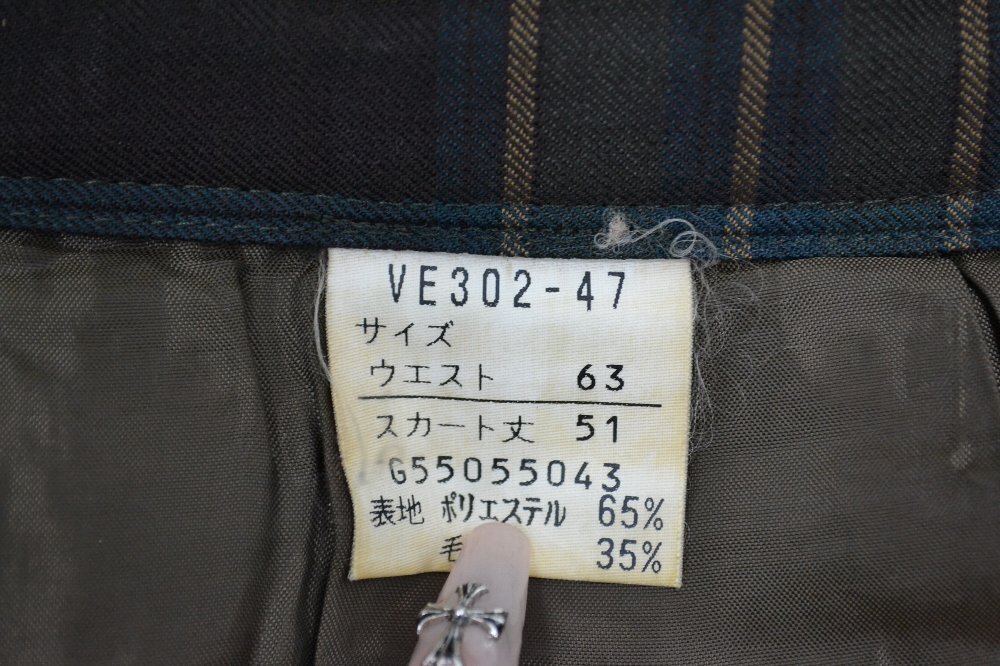 VE302-47
サイズ
ウエスト 63
スカート丈 51
G55055043
表地 ポリエステル 65%
毛 35%